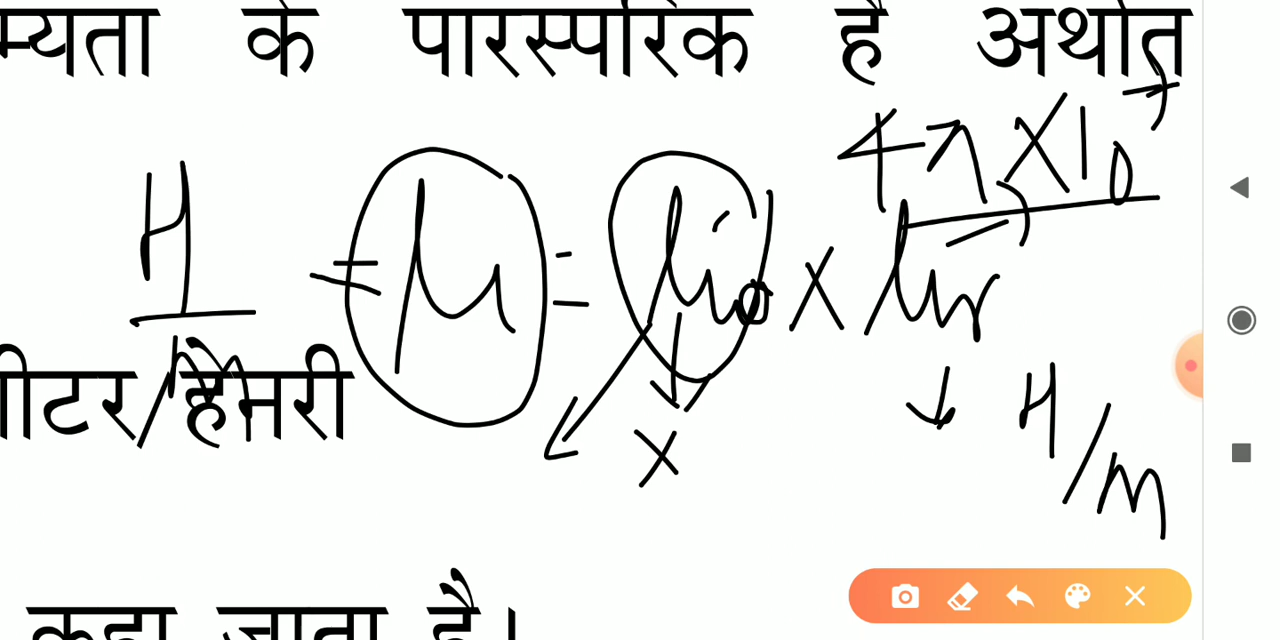 म्यता के पारस्परिक है अर्थात
4π×10⁻⁷
H/m = μ = μ₀ × μr
मीटर/हेनरी
H/m
×
कहा जाता है।